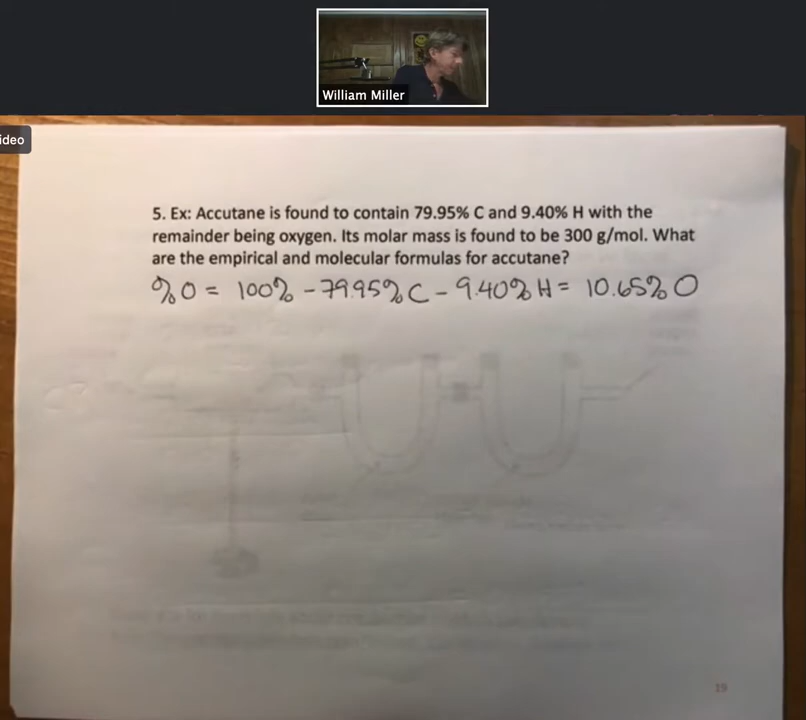 William Miller
ideo
5. Ex: Accutane is found to contain 79.95% C and 9.40% H with the
remainder being oxygen. Its molar mass is found to be 300 g/mol. What
are the empirical and molecular formulas for accutane?
%O = 100% - 79.95% C - 9.40% H = 10.65% O
19